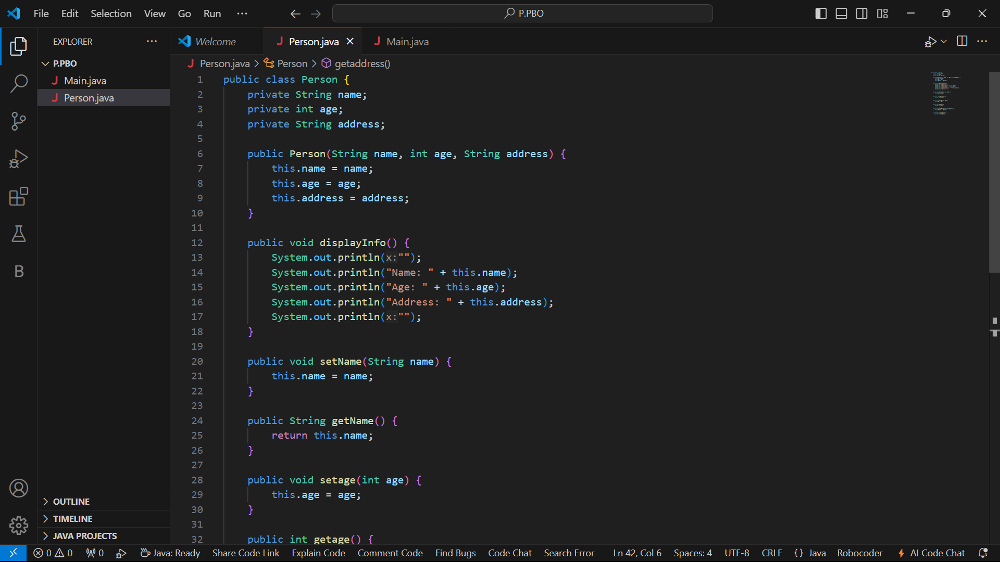 File Edit Selection View Go Run ··· P.PBO
EXPLORER ···
P.PBO
Main.java
Person.java
OUTLINE
TIMELINE
JAVA PROJECTS
Welcome Person.java Main.java
Person.java > Person > getaddress()
1 public class Person {
2 private String name;
3 private int age;
4 private String address;
5
6 public Person(String name, int age, String address) {
7 this.name = name;
8 this.age = age;
9 this.address = address;
10 }
11
12 public void displayInfo() {
13 System.out.println(x:"");
14 System.out.println("Name: " + this.name);
15 System.out.println("Age: " + this.age);
16 System.out.println("Address: " + this.address);
17 System.out.println(x:"");
18 }
19
20 public void setName(String name) {
21 this.name = name;
22 }
23
24 public String getName() {
25 return this.name;
26 }
27
28 public void setage(int age) {
29 this.age = age;
30 }
31
32 public int getage() {
0 0 0 Java: Ready Share Code Link Explain Code Comment Code Find Bugs Code Chat Search Error Ln 42, Col 6 Spaces: 4 UTF-8 CRLF {} Java Robocoder AI Code Chat